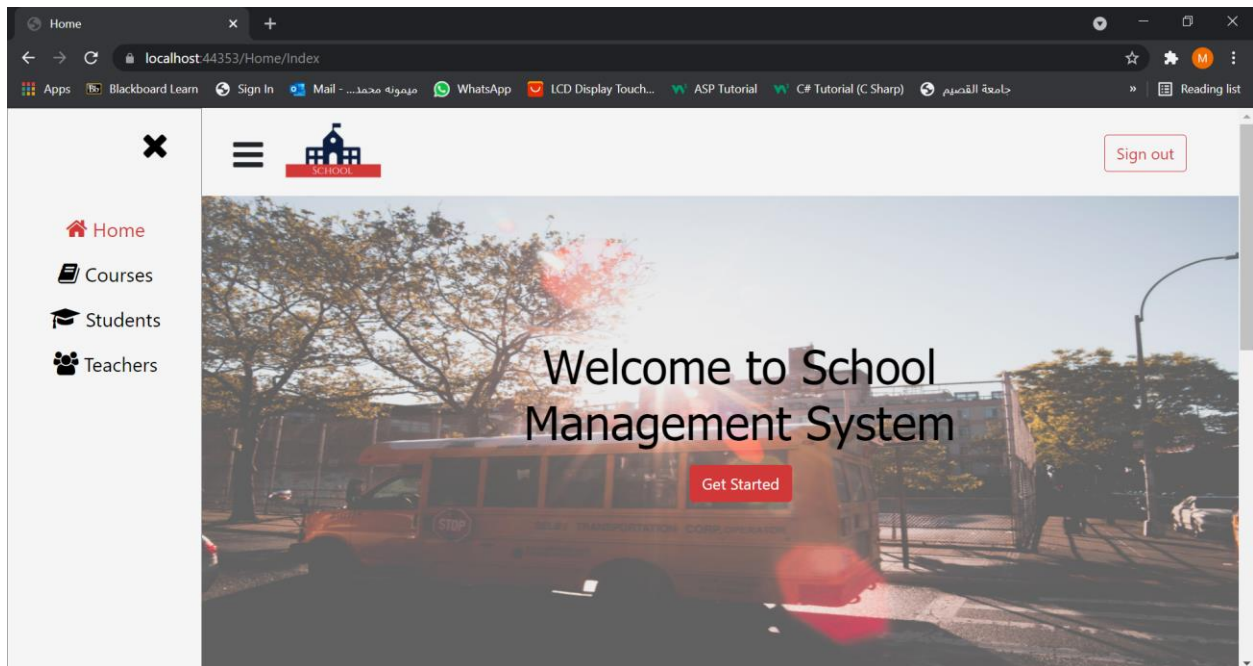 Home
localhost:44353/Home/Index
M
Apps
Blackboard Learn
Sign In
Mail - ...ميمونه محمد
WhatsApp
LCD Display Touch...
ASP Tutorial
C# Tutorial (C Sharp)
جامعة القصيم
»
Reading list
SCHOOL
Sign out
Home
Courses
Students
Teachers
Welcome to School
Management System
Get Started
STOP